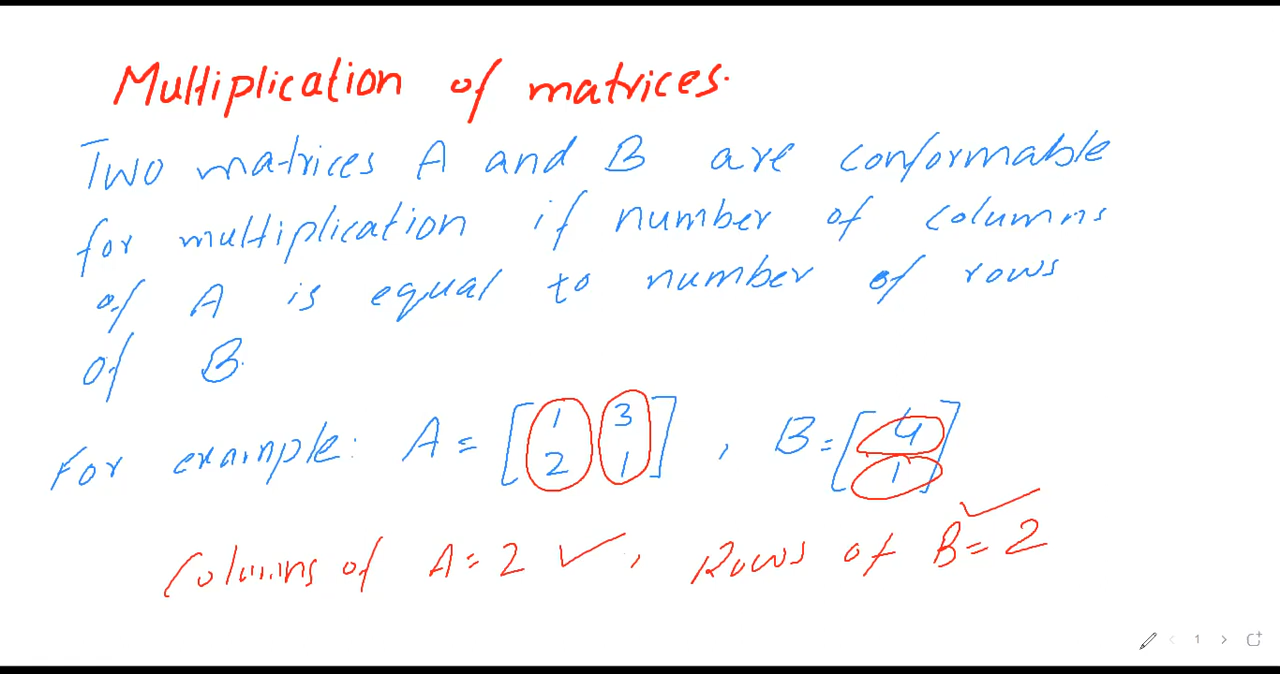 Multiplication of matrices.
Two matrices A and B are conformable
for multiplication if number of columns
of A is equal to number of rows
of B.
For example: A = [1 3; 2 1], B = [4; 1]
Columns of A = 2 ✓, Rows of B = 2 ✓
1